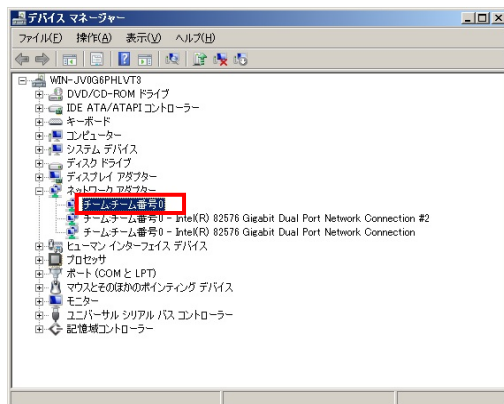 デバイス マネージャー
ファイル(F) 操作(A) 表示(V) ヘルプ(H)
WIN-JV0G6PHLVT3
DVD/CD-ROM ドライブ
IDE ATA/ATAPI コントローラー
キーボード
コンピューター
システム デバイス
ディスク ドライブ
ディスプレイ アダプター
ネットワーク アダプター
チーム:チーム番号0
チーム:チーム番号0 - Intel(R) 82576 Gigabit Dual Port Network Connection #2
チーム:チーム番号0 - Intel(R) 82576 Gigabit Dual Port Network Connection
ヒューマン インターフェイス デバイス
プロセッサ
ポート (COM と LPT)
マウスとそのほかのポインティング デバイス
モニター
ユニバーサル シリアル バス コントローラー
記憶域コントローラー